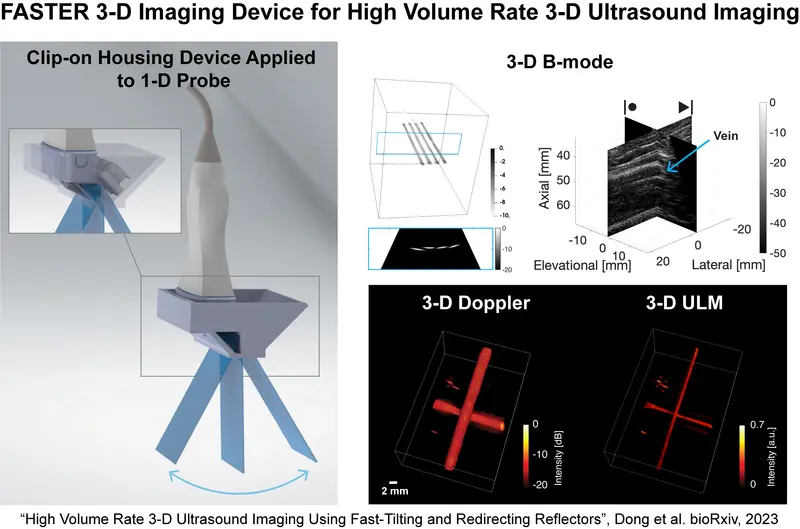 FASTER 3-D Imaging Device for High Volume Rate 3-D Ultrasound Imaging
Clip-on Housing Device Applied
to 1-D Probe
3-D B-mode
0
-2
-4
-6
-8
-10
0
-10
-20
Vein
Axial [mm]
40
50
60
-10
0
10
Elevational [mm]
20
0
-20
Lateral [mm]
0
-10
-20
-30
-40
-50
3-D Doppler
0
-10
-20
Intensity [dB]
2 mm
3-D ULM
0.7
0
Intensity [a.u.]
“High Volume Rate 3-D Ultrasound Imaging Using Fast-Tilting and Redirecting Reflectors”, Dong et al. bioRxiv, 2023